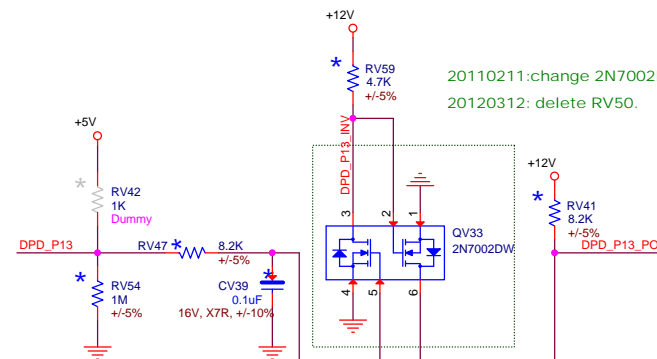 +12V
RV59
4.7K
+/-5%
20110211:change 2N7002
20120312: delete RV50.
DPD_P13_INV
+5V
+12V
RV42
1K
Dummy
3
2
1
RV41
8.2K
+/-5%
QV33
2N7002DW
DPD_P13
RV47
8.2K
+/-5%
DPD_P13_PO
RV54
1M
+/-5%
CV39
0.1uF
16V, X7R, +/-10%
4
5
6